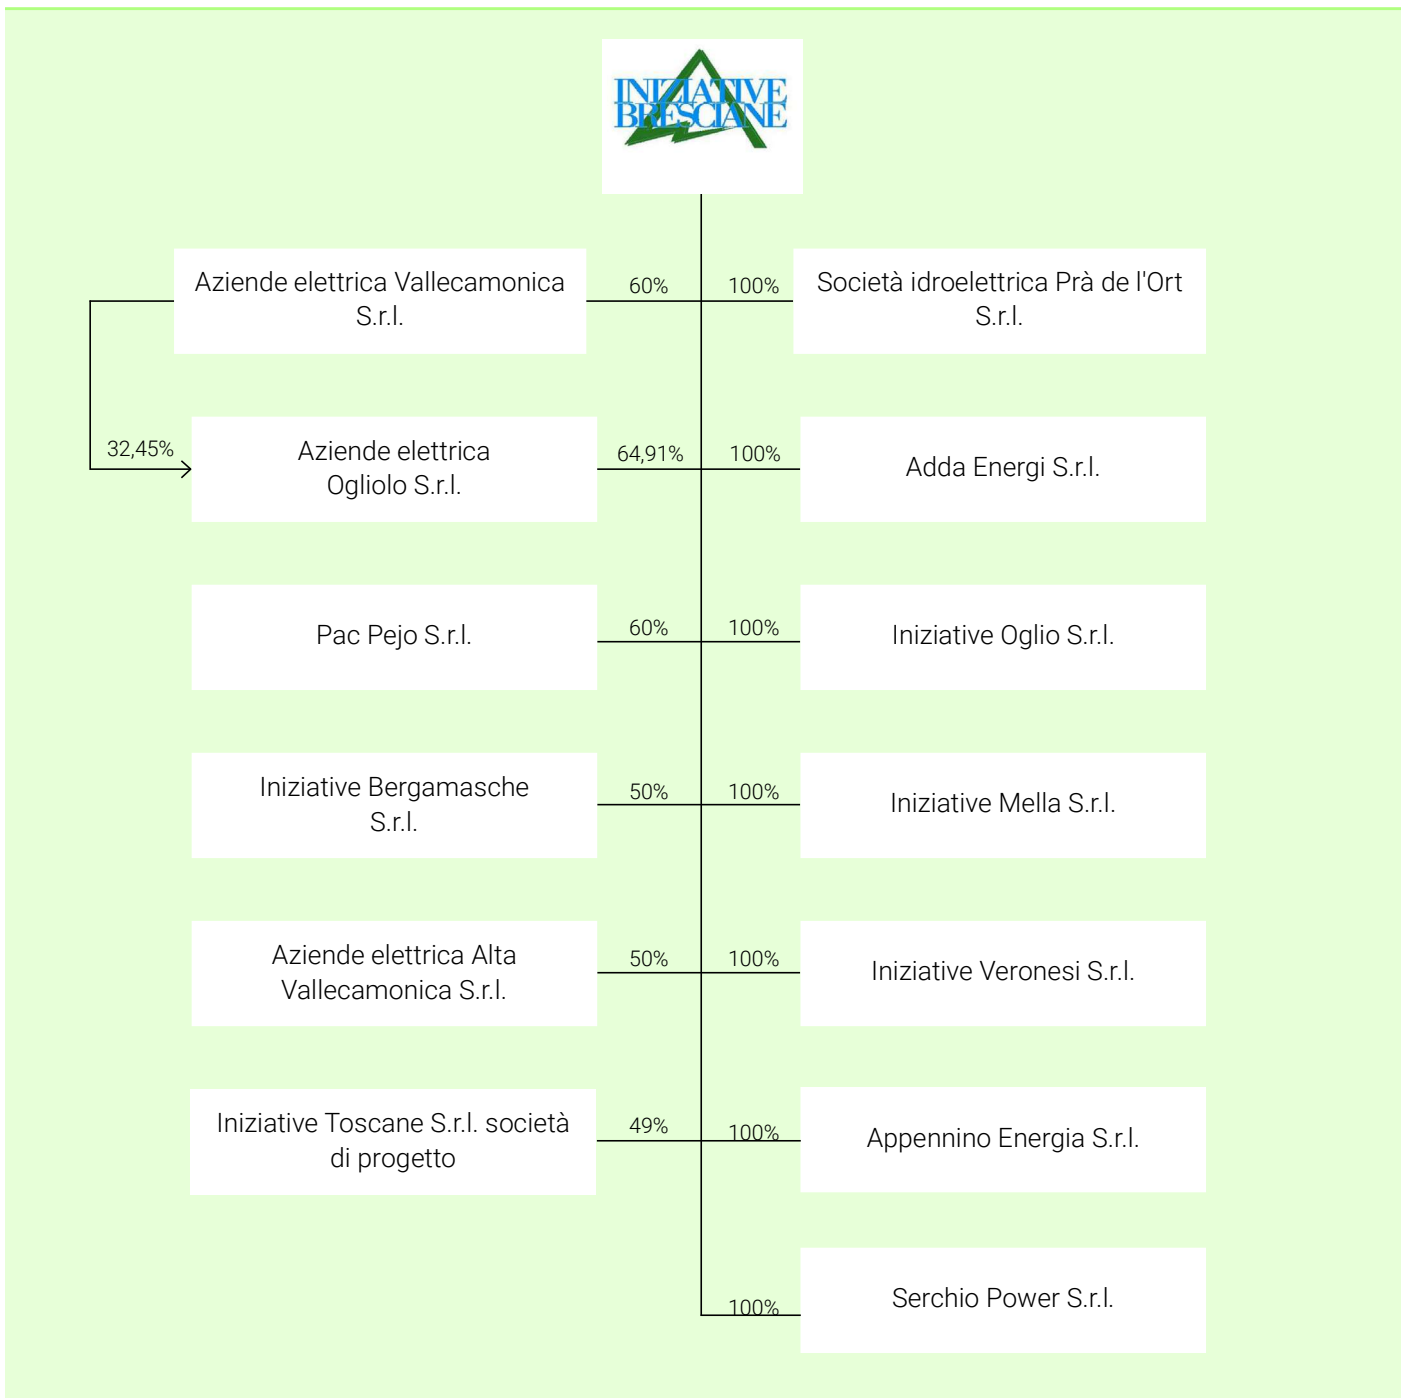 INIZIATIVE
BRESCIANE
Aziende elettrica Vallecamonica
S.r.l.
60%
100%
Società idroelettrica Prà de l'Ort
S.r.l.
32,45%
Aziende elettrica
Ogliolo S.r.l.
64,91%
100%
Adda Energi S.r.l.
Pac Pejo S.r.l.
60%
100%
Iniziative Oglio S.r.l.
Iniziative Bergamasche
S.r.l.
50%
100%
Iniziative Mella S.r.l.
Aziende elettrica Alta
Vallecamonica S.r.l.
50%
100%
Iniziative Veronesi S.r.l.
Iniziative Toscane S.r.l. società
di progetto
49%
100%
Appennino Energia S.r.l.
100%
Serchio Power S.r.l.